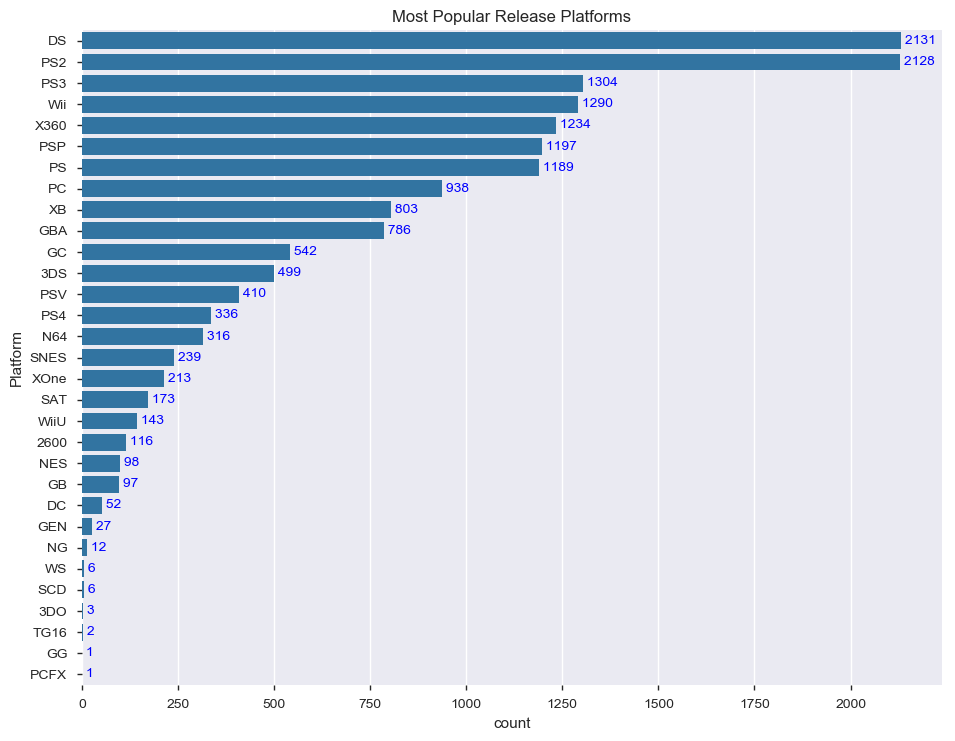 Most Popular Release Platforms
DS 2131
PS2 2128
PS3 1304
Wii 1290
X360 1234
PSP 1197
PS 1189
PC 938
XB 803
GBA 786
GC 542
3DS 499
PSV 410
PS4 336
N64 316
SNES 239
XOne 213
SAT 173
WiiU 143
2600 116
NES 98
GB 97
DC 52
GEN 27
NG 12
WS 6
SCD 6
3DO 3
TG16 2
GG 1
PCFX 1
Platform
0 250 500 750 1000 1250 1500 1750 2000
count